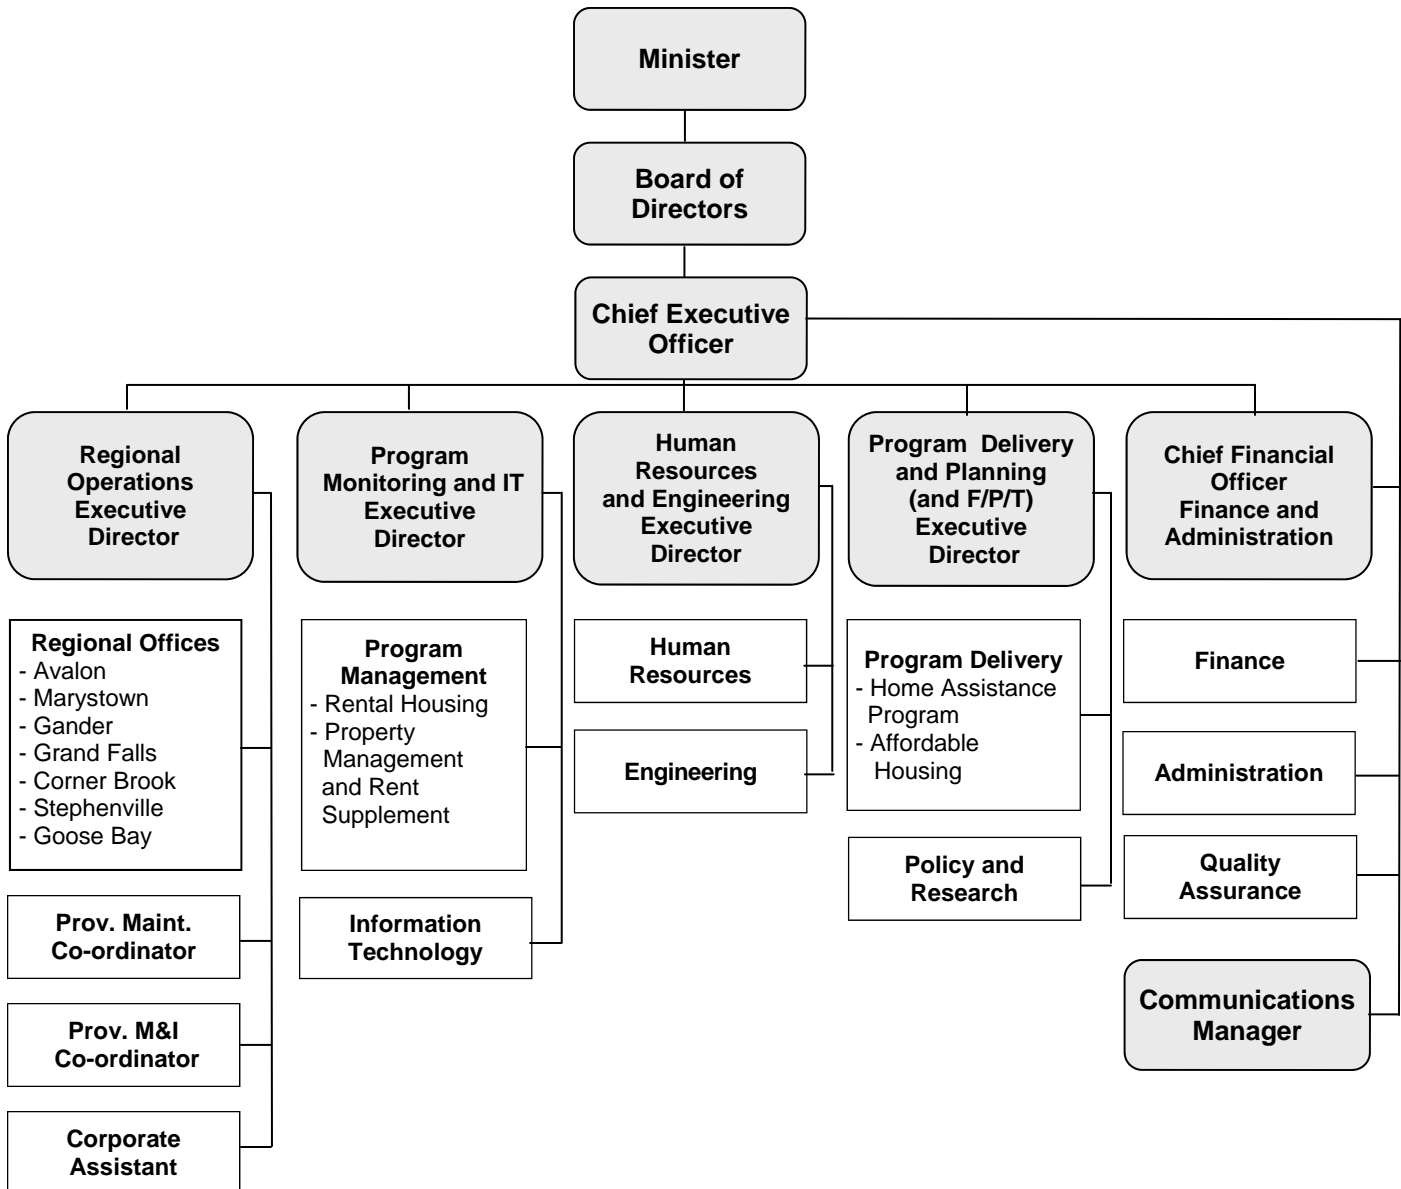 Minister
Board of
Directors
Chief Executive
Officer
Regional
Operations
Executive
Director
Program
Monitoring and IT
Executive
Director
Human
Resources
and Engineering
Executive
Director
Program Delivery
and Planning
(and F/P/T)
Executive
Director
Chief Financial
Officer
Finance and
Administration
Regional Offices
- Avalon
- Marystown
- Gander
- Grand Falls
- Corner Brook
- Stephenville
- Goose Bay
Prov. Maint.
Co-ordinator
Prov. M&I
Co-ordinator
Corporate
Assistant
Program
Management
- Rental Housing
- Property
Management
and Rent
Supplement
Information
Technology
Human
Resources
Engineering
Program Delivery
- Home Assistance
Program
- Affordable
Housing
Policy and
Research
Finance
Administration
Quality
Assurance
Communications
Manager